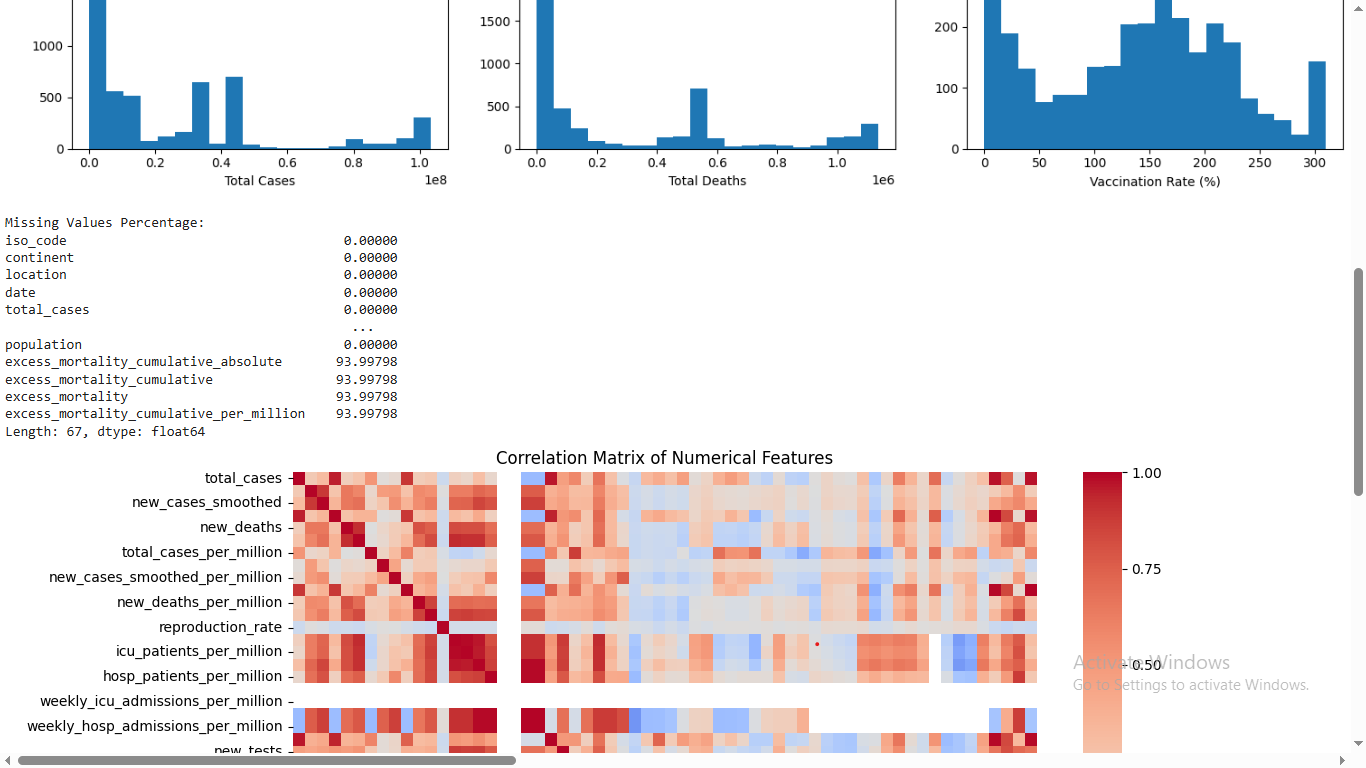 1500
200
1000
1000
100
500
500
0
0
0
0.0 0.2 0.4 0.6 0.8 1.0
0.0 0.2 0.4 0.6 0.8 1.0
0 50 100 150 200 250 300
Total Cases
1e8
Total Deaths
1e6
Vaccination Rate (%)
Missing Values Percentage:
iso_code 0.00000
continent 0.00000
location 0.00000
date 0.00000
total_cases 0.00000
...
population 0.00000
excess_mortality_cumulative_absolute 93.99798
excess_mortality_cumulative 93.99798
excess_mortality 93.99798
excess_mortality_cumulative_per_million 93.99798
Length: 67, dtype: float64
Correlation Matrix of Numerical Features
total_cases
new_cases_smoothed
new_deaths
total_cases_per_million
new_cases_smoothed_per_million
new_deaths_per_million
reproduction_rate
icu_patients_per_million
hosp_patients_per_million
weekly_icu_admissions_per_million
weekly_hosp_admissions_per_million
new_tests
1.00
0.75
0.50
Activate Windows
Go to Settings to activate Windows.